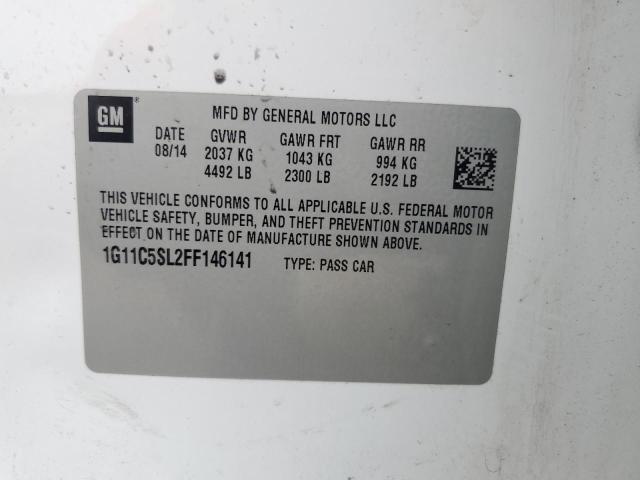 GM® MFD BY GENERAL MOTORS LLC
DATE GVWR GAWR FRT GAWR RR
08/14 2037 KG 1043 KG 994 KG
4492 LB 2300 LB 2192 LB
THIS VEHICLE CONFORMS TO ALL APPLICABLE U.S. FEDERAL MOTOR
VEHICLE SAFETY, BUMPER, AND THEFT PREVENTION STANDARDS IN
EFFECT ON THE DATE OF MANUFACTURE SHOWN ABOVE.
1G11C5SL2FF146141 TYPE: PASS CAR